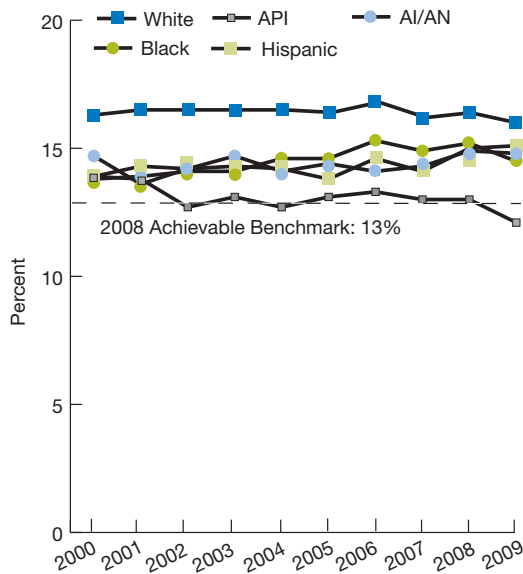 20
White API AI/AN
Black Hispanic
15
2008 Achievable Benchmark: 13%
10
Percent
5
0
2000 2001 2002 2003 2004 2005 2006 2007 2008 2009